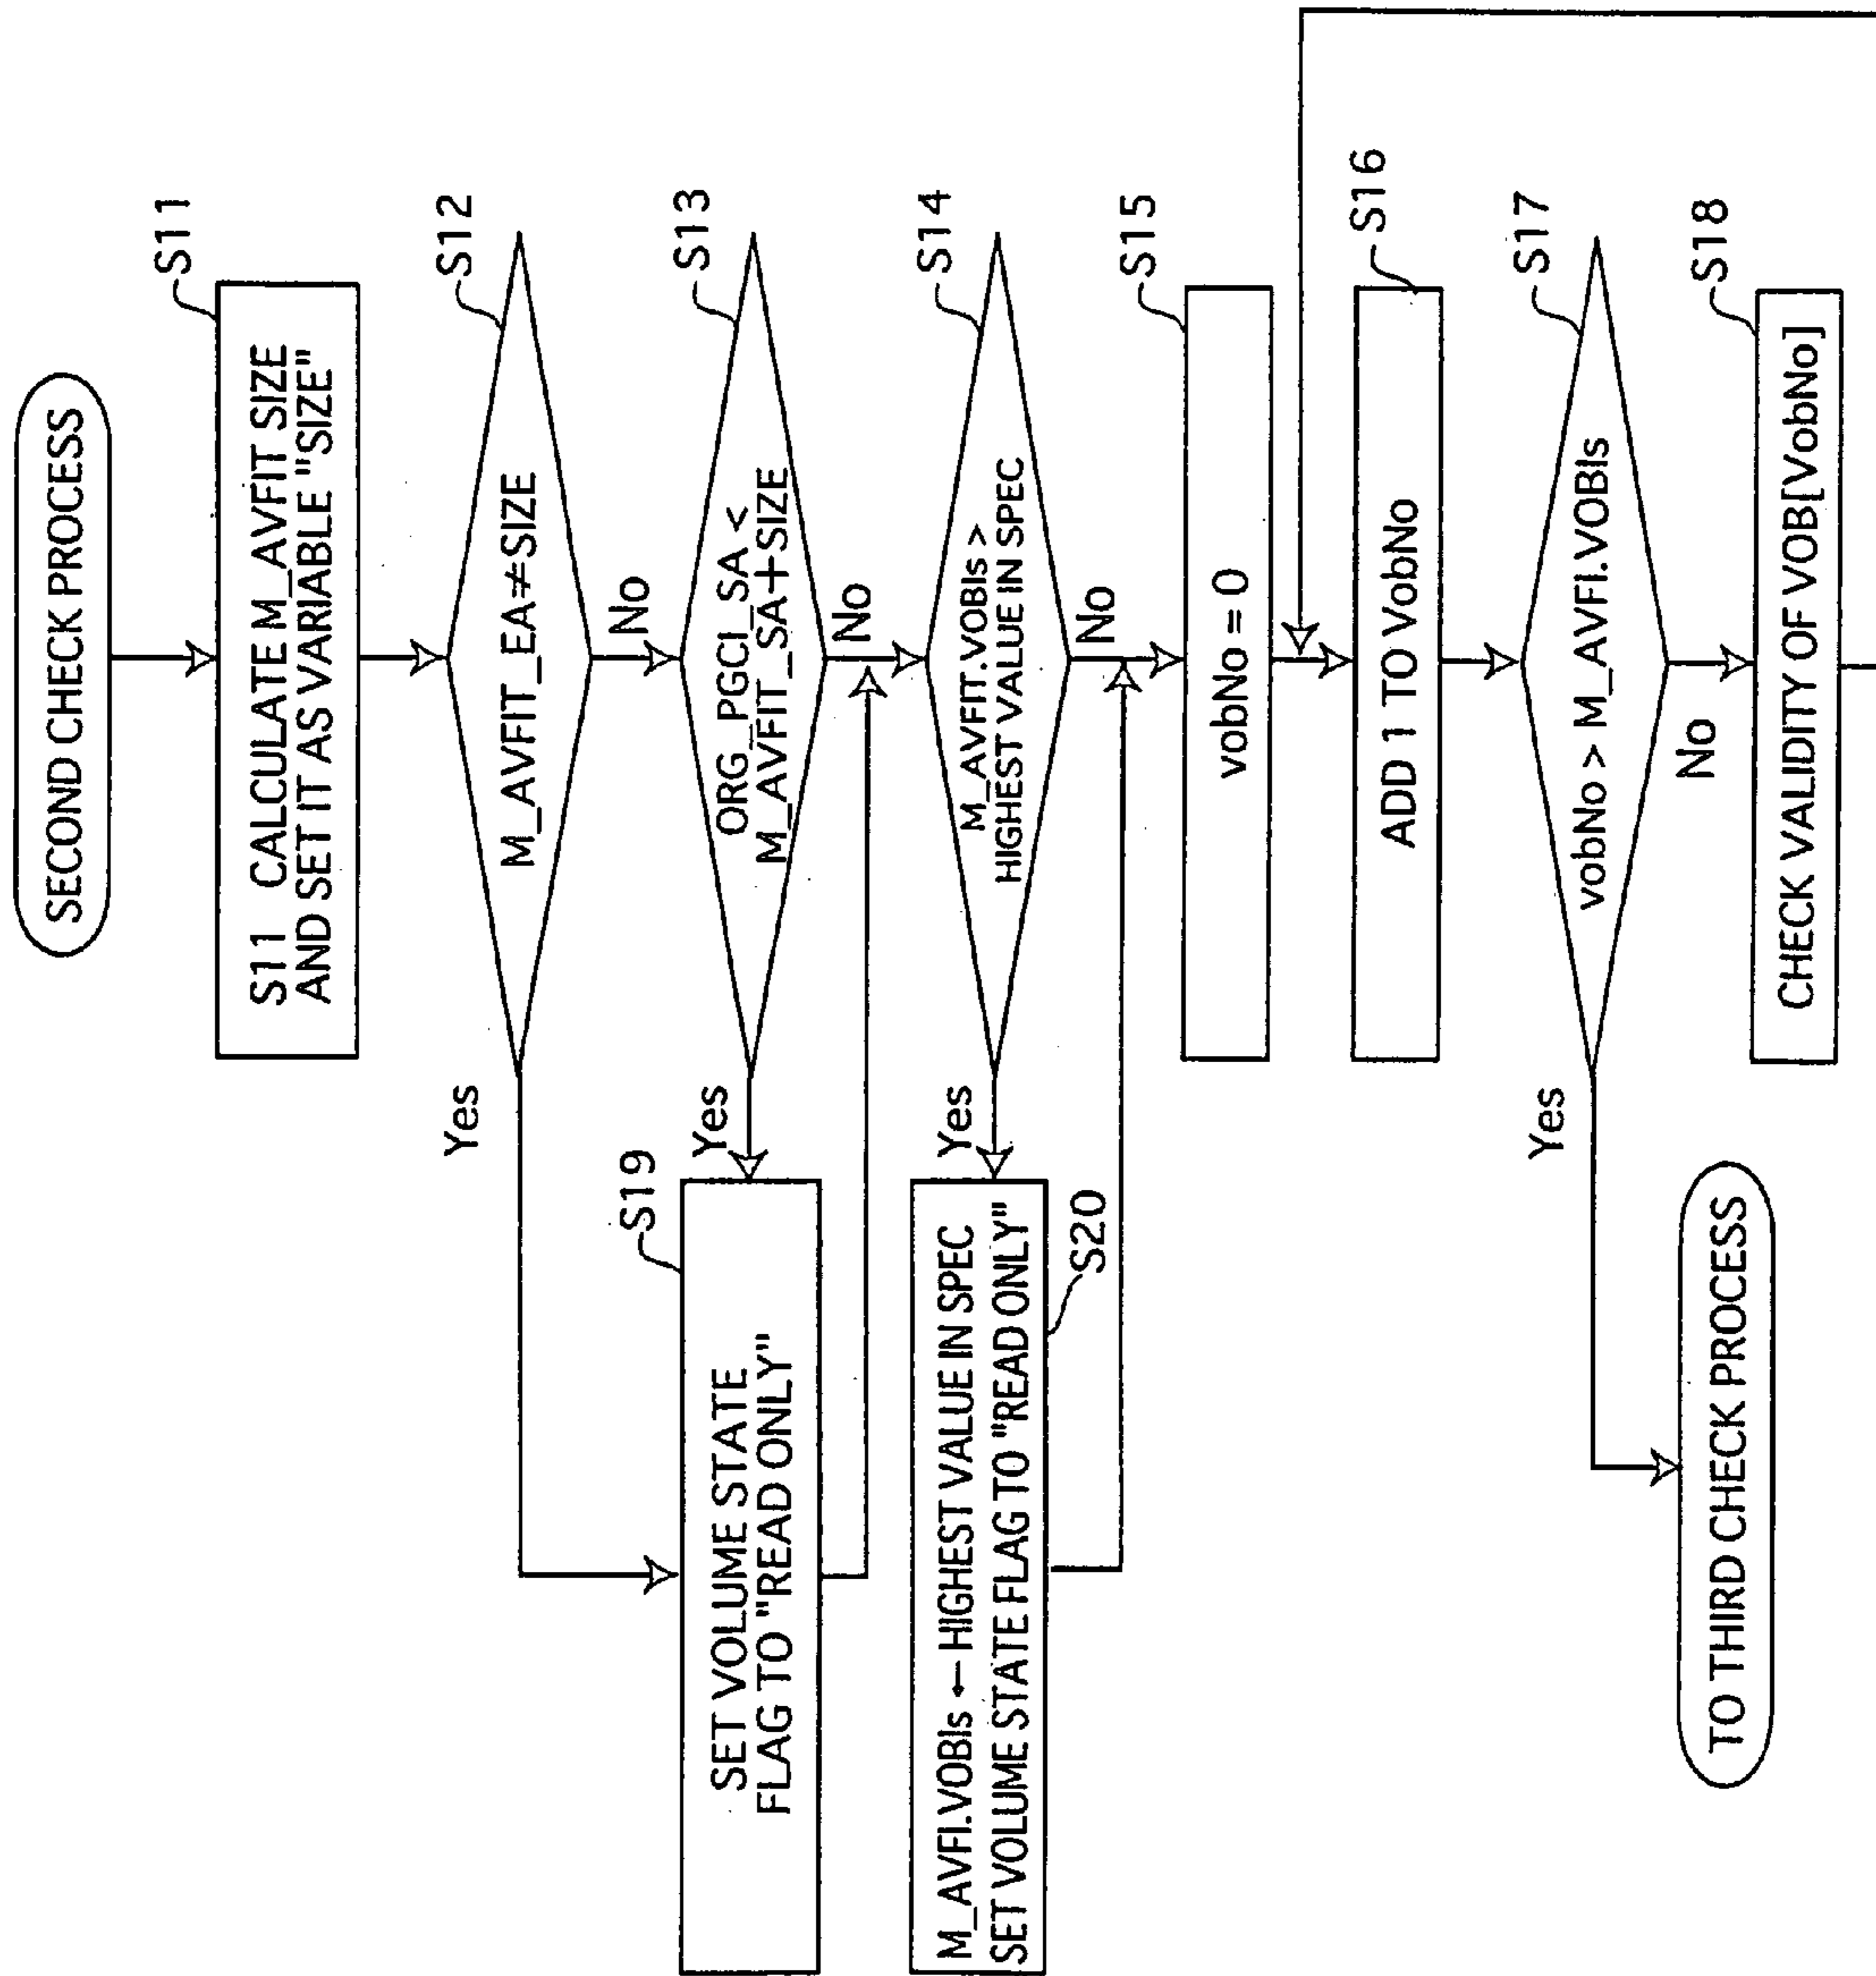 SECOND CHECK PROCESS
S11
S11 CALCULATE M_AVFIT SIZE
AND SET IT AS VARIABLE "SIZE"
S12
M_AVFIT_EA≠SIZE
Yes
No
S13
ORG_PGCI_SA <
M_AVFIT_SA+SIZE
Yes
No
S19
SET VOLUME STATE
FLAG TO "READ ONLY"
S14
M_AVFIT.VOBIs >
HIGHEST VALUE IN SPEC
Yes
No
M_AVFI.VOBIs ← HIGHEST VALUE IN SPEC
SET VOLUME STATE FLAG TO "READ ONLY"
S20
S15
vobNo = 0
S16
ADD 1 TO VobNo
S17
vobNo > M_AVFI.VOBIs
Yes
No
S18
CHECK VALIDITY OF VOB[VobNo]
TO THIRD CHECK PROCESS